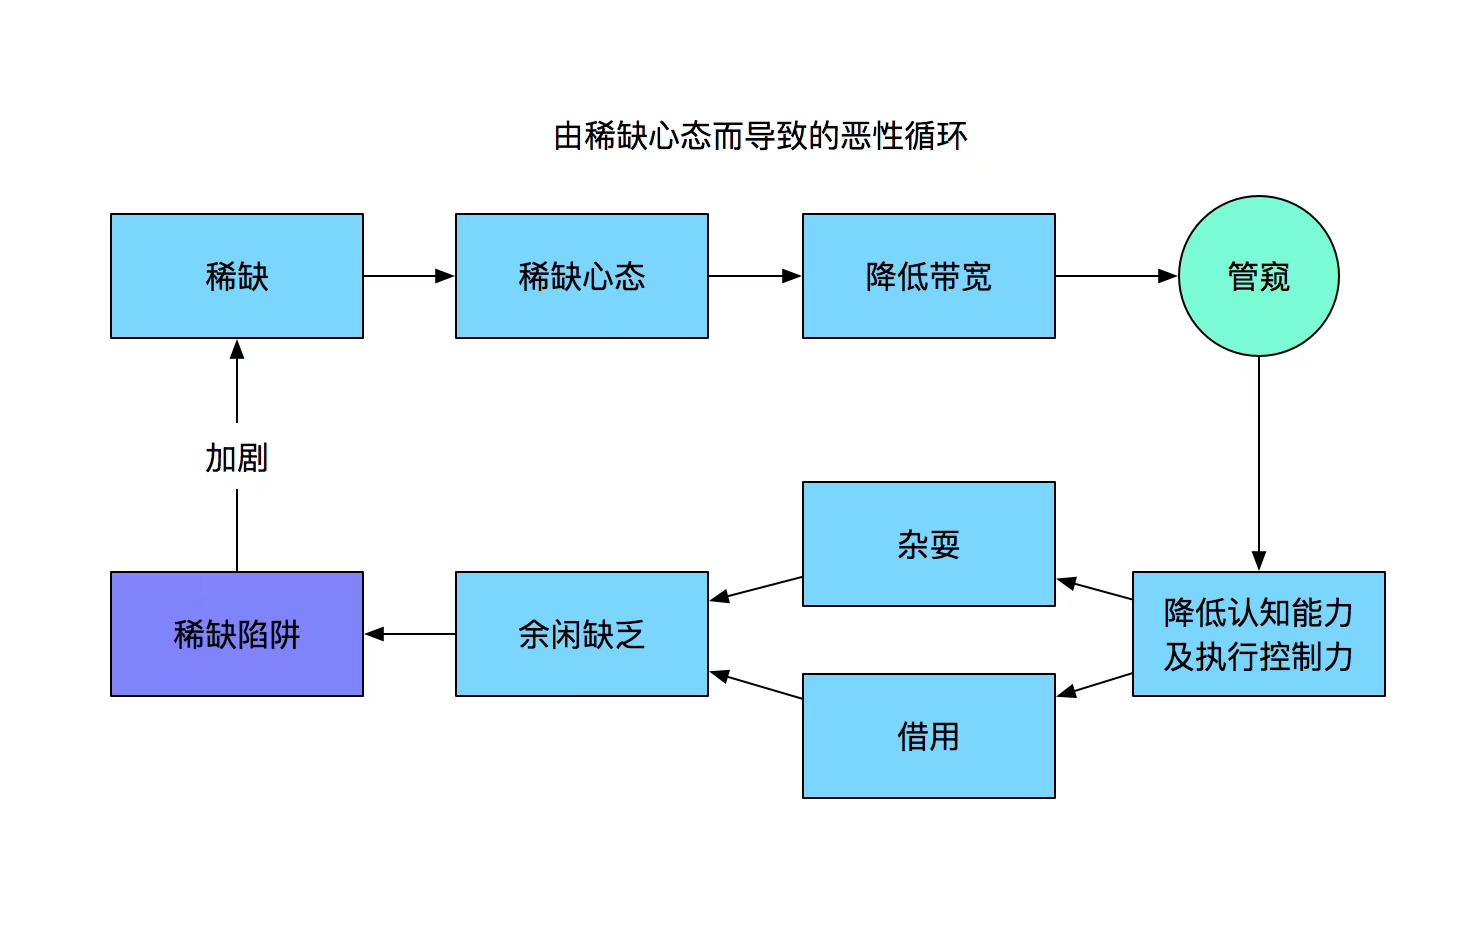 由稀缺心态而导致的恶性循环
稀缺
稀缺心态
降低带宽
管窥
降低认知能力
及执行控制力
杂耍
借用
余闲缺乏
稀缺陷阱
加剧